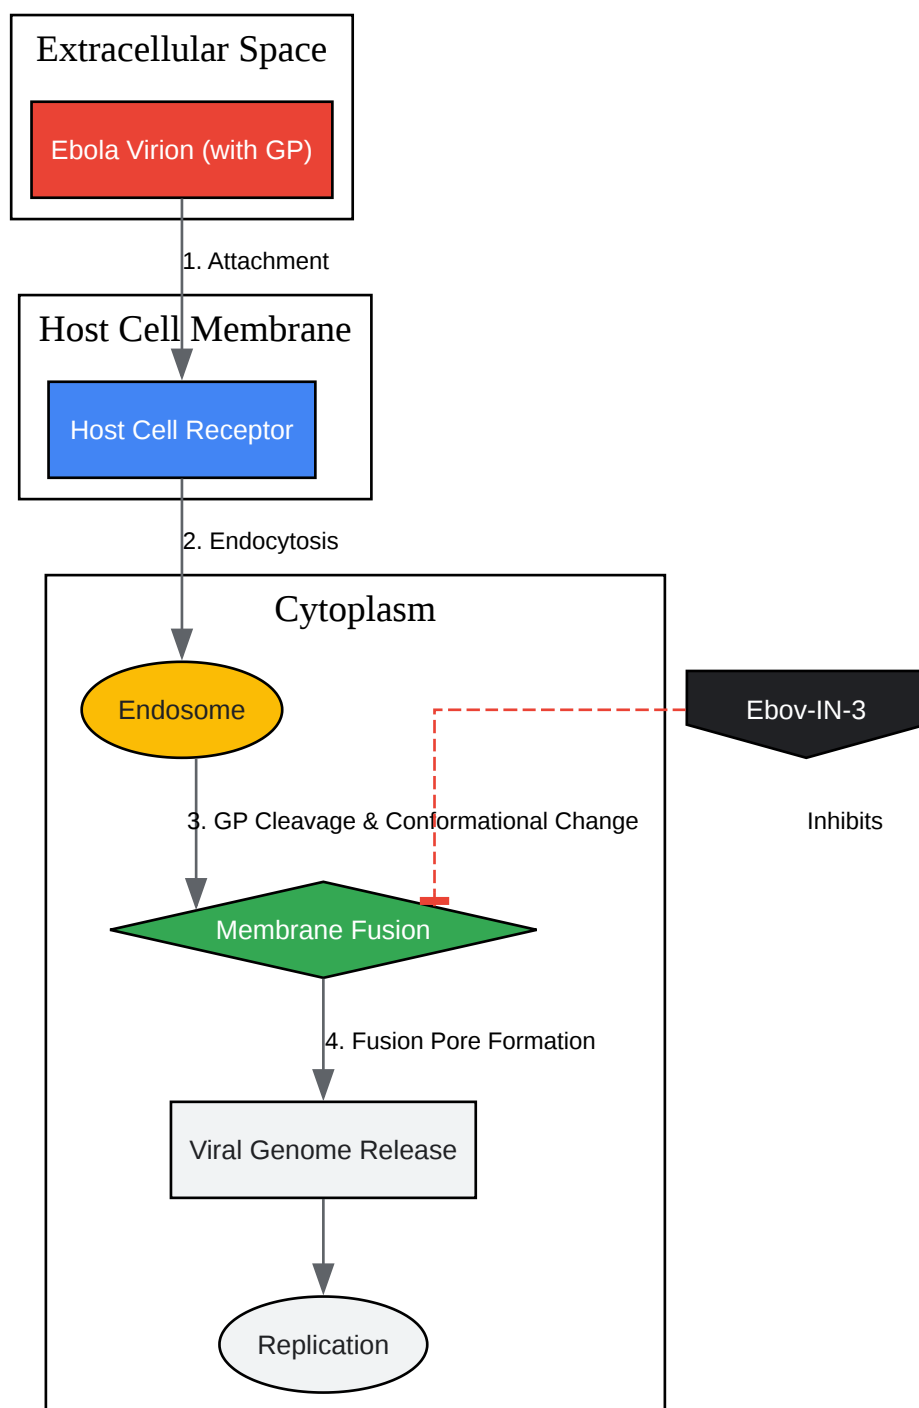 Extracellular Space
Ebola Virion (with GP)
1. Attachment
Host Cell Membrane
Host Cell Receptor
2. Endocytosis
Cytoplasm
Endosome
Ebov-IN-3
3. GP Cleavage & Conformational Change
Inhibits
Membrane Fusion
4. Fusion Pore Formation
Viral Genome Release
Replication